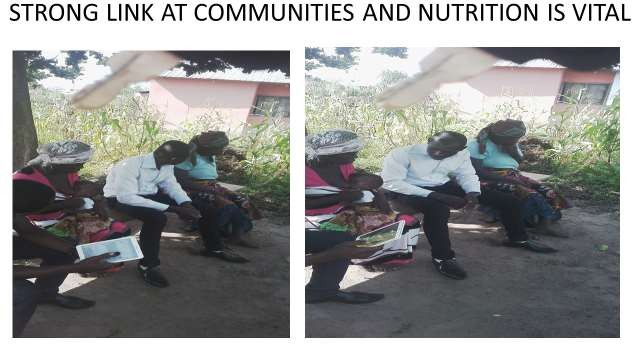 STRONG LINK AT COMMUNITIES AND NUTRITION IS VITAL